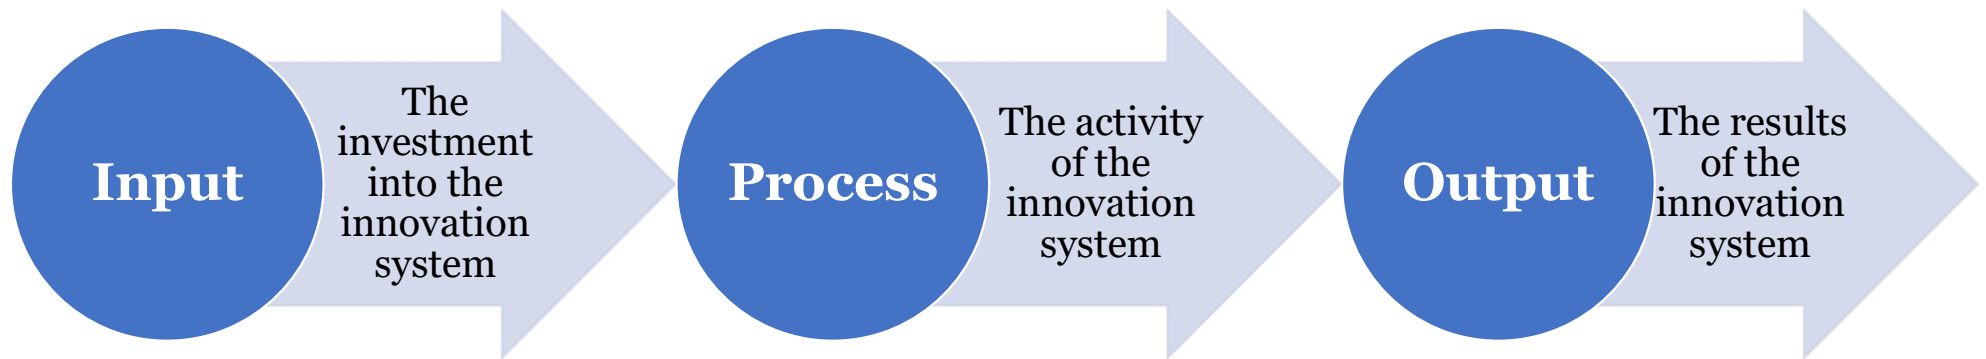 Input
The
investment
into the
innovation
system
Process
The activity
of the
innovation
system
Output
The results
of the
innovation
system